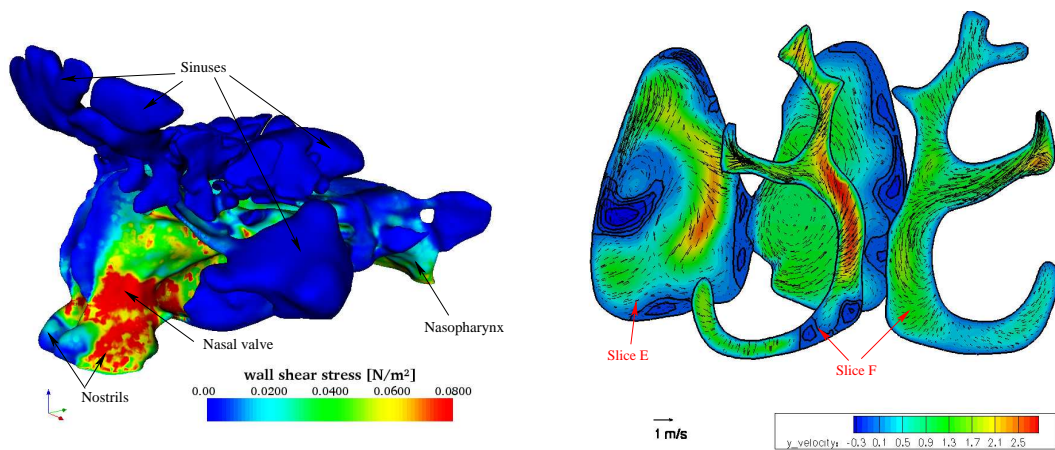 Sinuses
Nasopharynx
Nasal valve
Nostrils
wall shear stress [N/m²]
0.00 0.0200 0.0400 0.0600 0.0800
Slice E
Slice F
1 m/s
y_velocity: -0.3 0.1 0.5 0.9 1.3 1.7 2.1 2.5